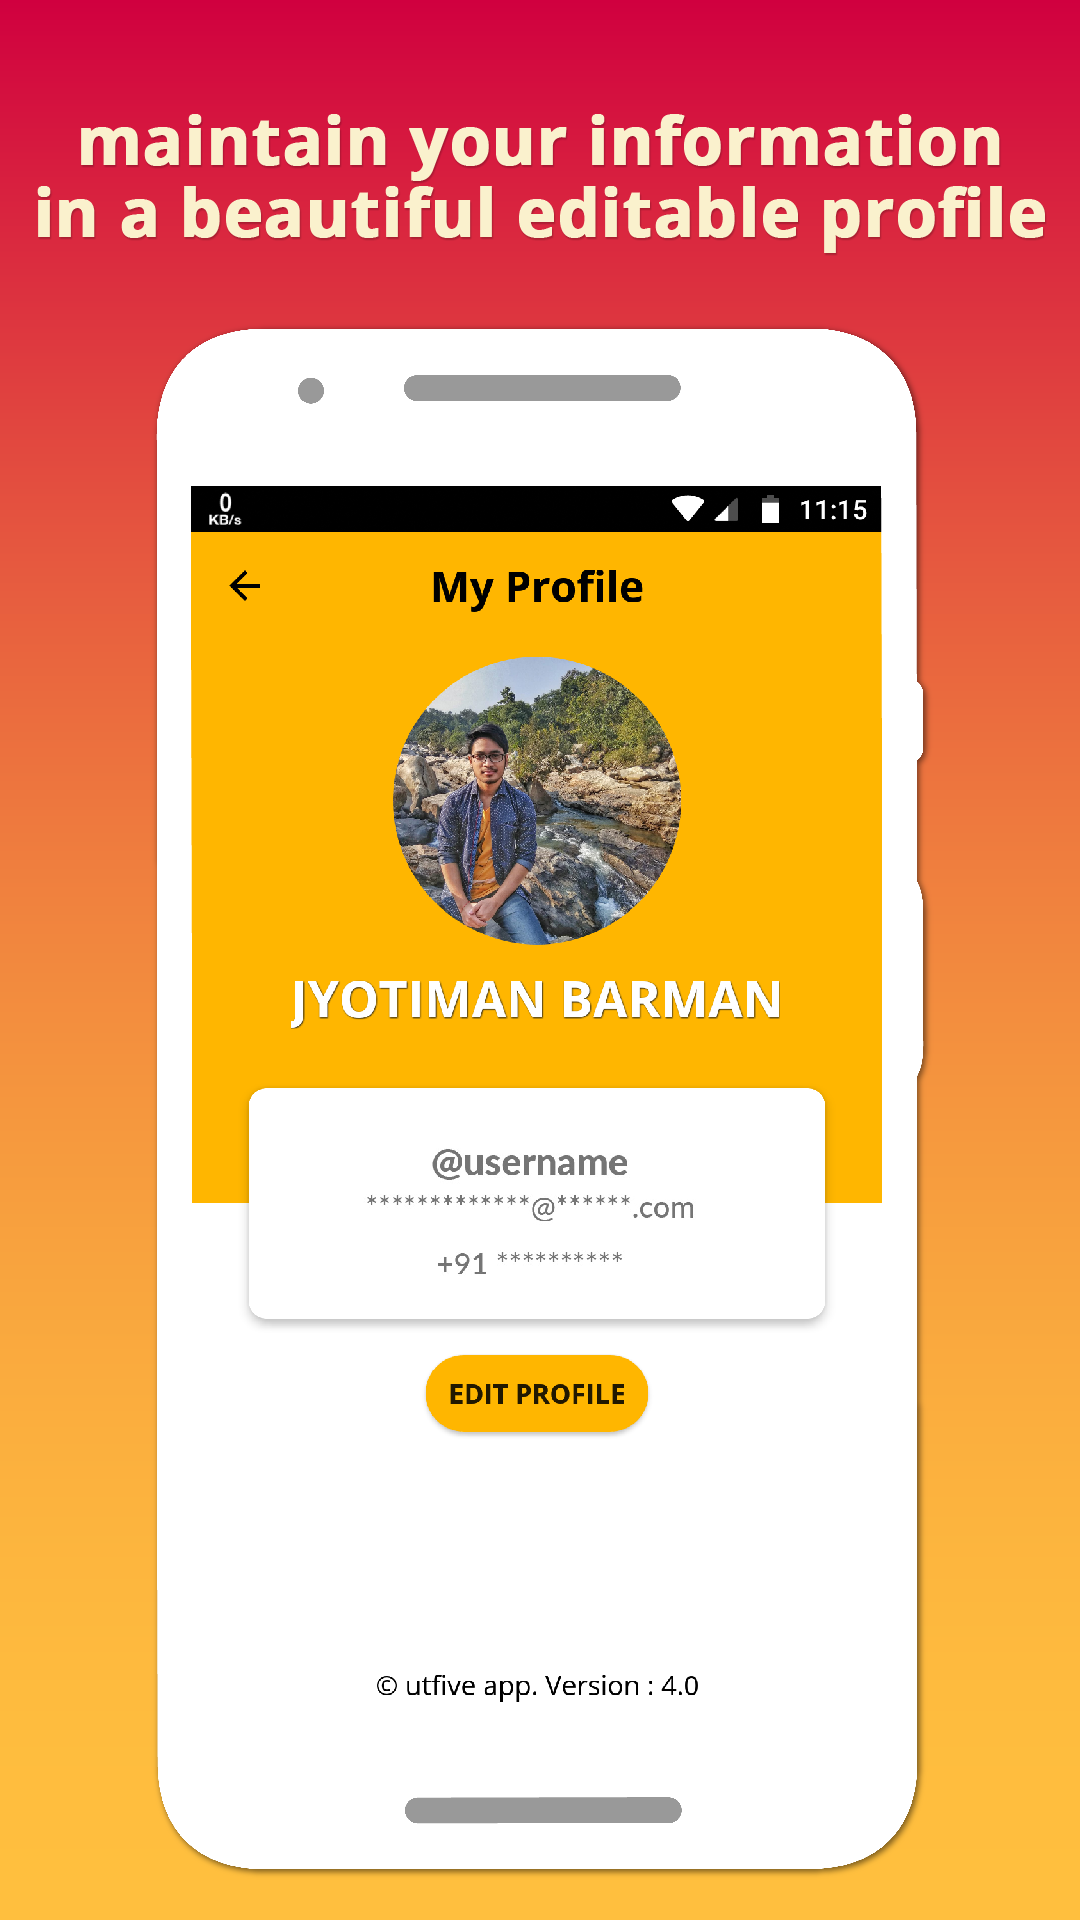 maintain your information
in a beautiful editable profile
0
KB/s
11:15
My Profile
JYOTIMAN BARMAN
@username
*************@******.com
+91 **********
EDIT PROFILE
© utfive app. Version : 4.0